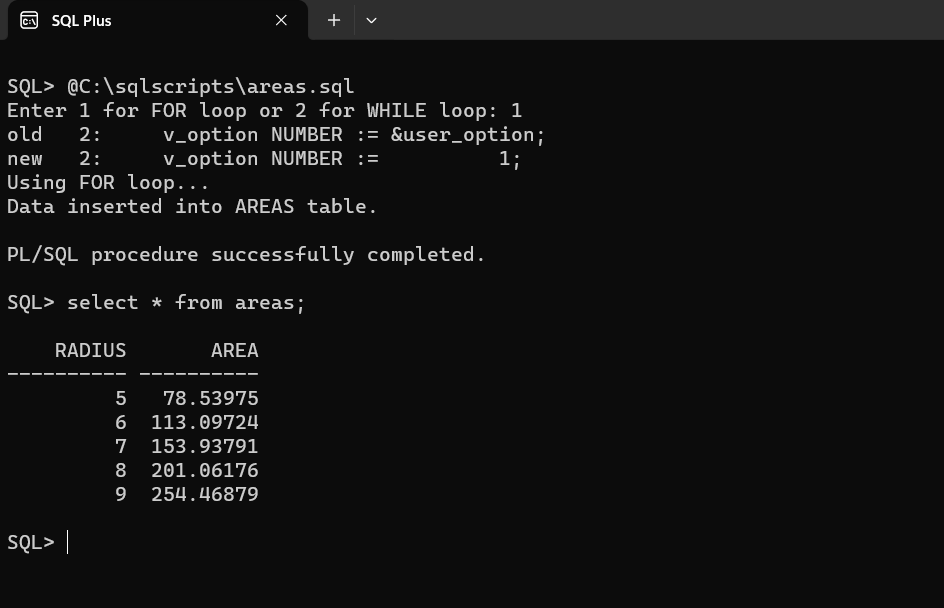 SQL Plus
SQL> @C:\sqlscripts\areas.sql
Enter 1 for FOR loop or 2 for WHILE loop: 1
old   2:     v_option NUMBER := &user_option;
new   2:     v_option NUMBER :=          1;
Using FOR loop...
Data inserted into AREAS table.
PL/SQL procedure successfully completed.
SQL> select * from areas;
    RADIUS       AREA
---------- ----------
         5   78.53975
         6  113.09724
         7  153.93791
         8  201.06176
         9  254.46879
SQL>